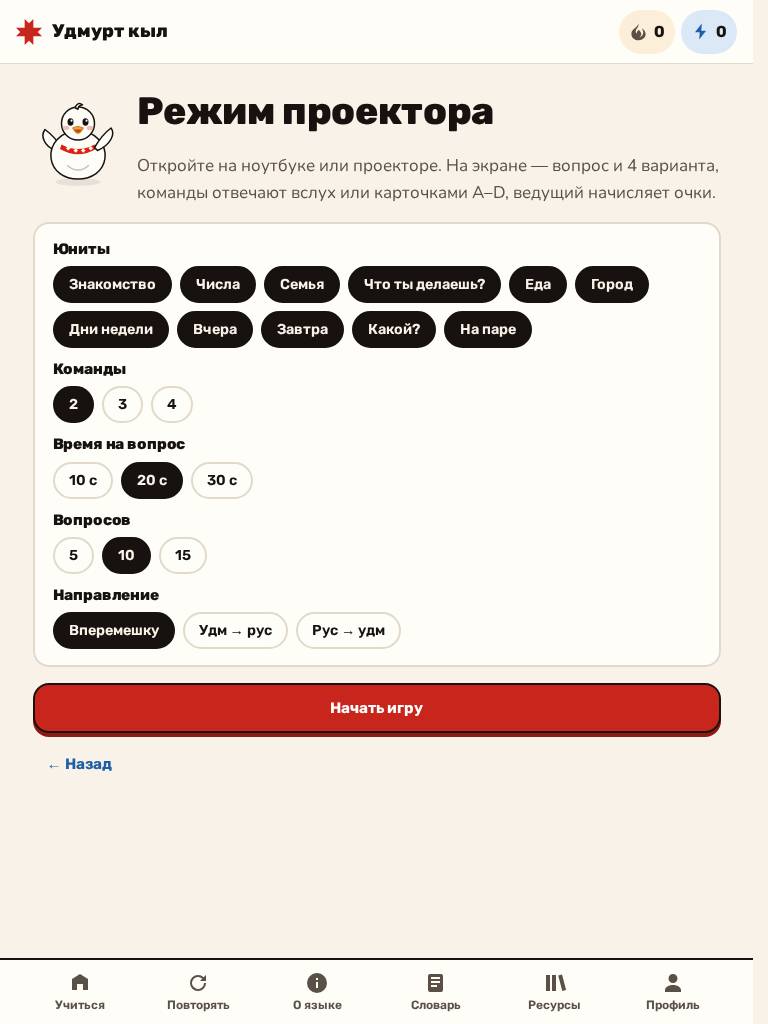 Удмурт кыл
0
0
Режим проектора
Откройте на ноутбуке или проекторе. На экране — вопрос и 4 варианта,
команды отвечают вслух или карточками A–D, ведущий начисляет очки.
Юниты
Знакомство Числа Семья Что ты делаешь? Еда Город
Дни недели Вчера Завтра Какой? На паре
Команды
2 3 4
Время на вопрос
10 с 20 с 30 с
Вопросов
5 10 15
Направление
Вперемешку Удм → рус Рус → удм
Начать игру
← Назад
Учиться Повторять О языке Словарь Ресурсы Профиль